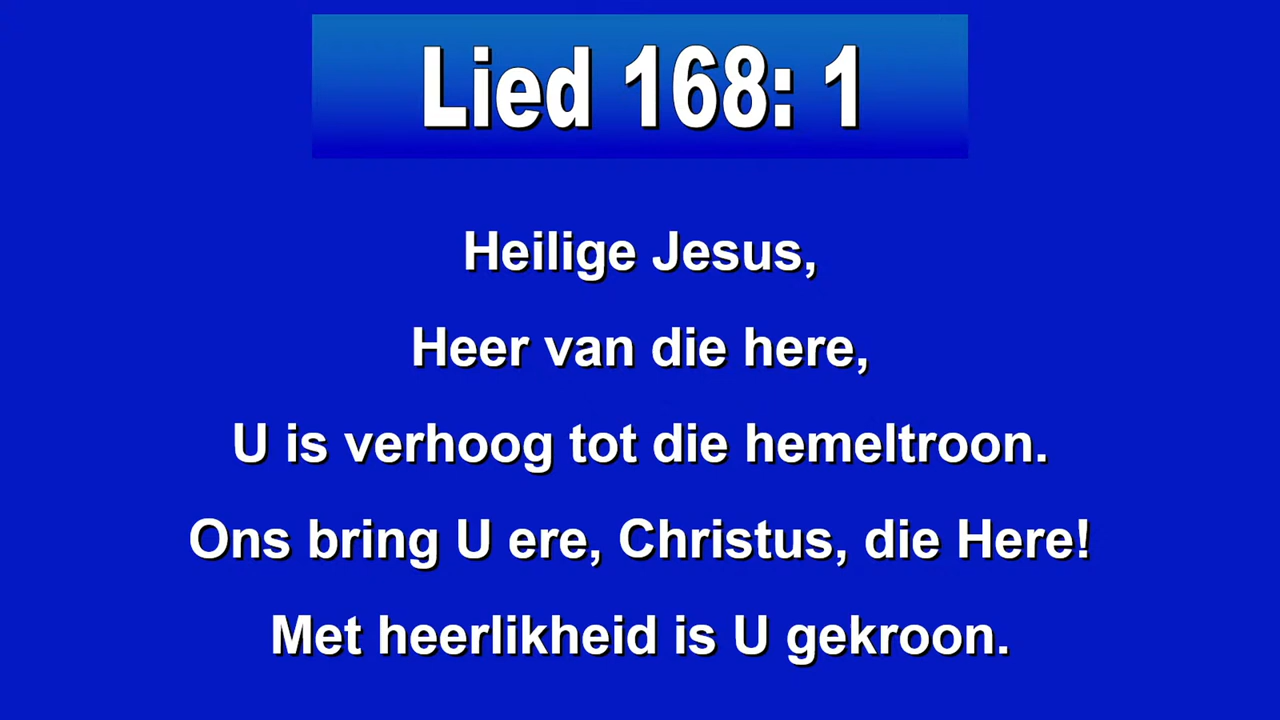 Lied 168: 1
Heilige Jesus,
Heer van die here,
U is verhoog tot die hemeltroon.
Ons bring U ere, Christus, die Here!
Met heerlikheid is U gekroon.